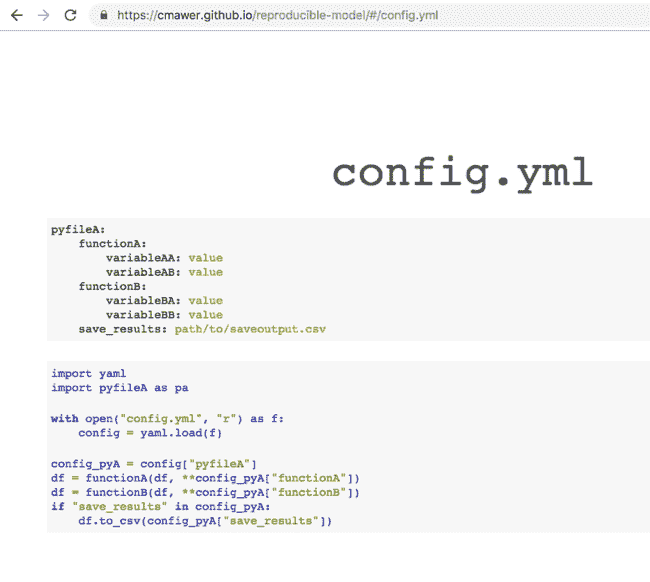 https://cmawer.github.io/reproducible-model/#/config.yml
config.yml
pyfileA:
    functionA:
        variableAA: value
        variableAB: value
    functionB:
        variableBA: value
        variableBB: value
    save_results: path/to/saveoutput.csv
import yaml
import pyfileA as pa

with open("config.yml", "r") as f:
    config = yaml.load(f)

config_pyA = config["pyfileA"]
df = functionA(df, **config_pyA["functionA"])
df = functionB(df, **config_pyA["functionB"])
if "save_results" in config_pyA:
    df.to_csv(config_pyA["save_results"])